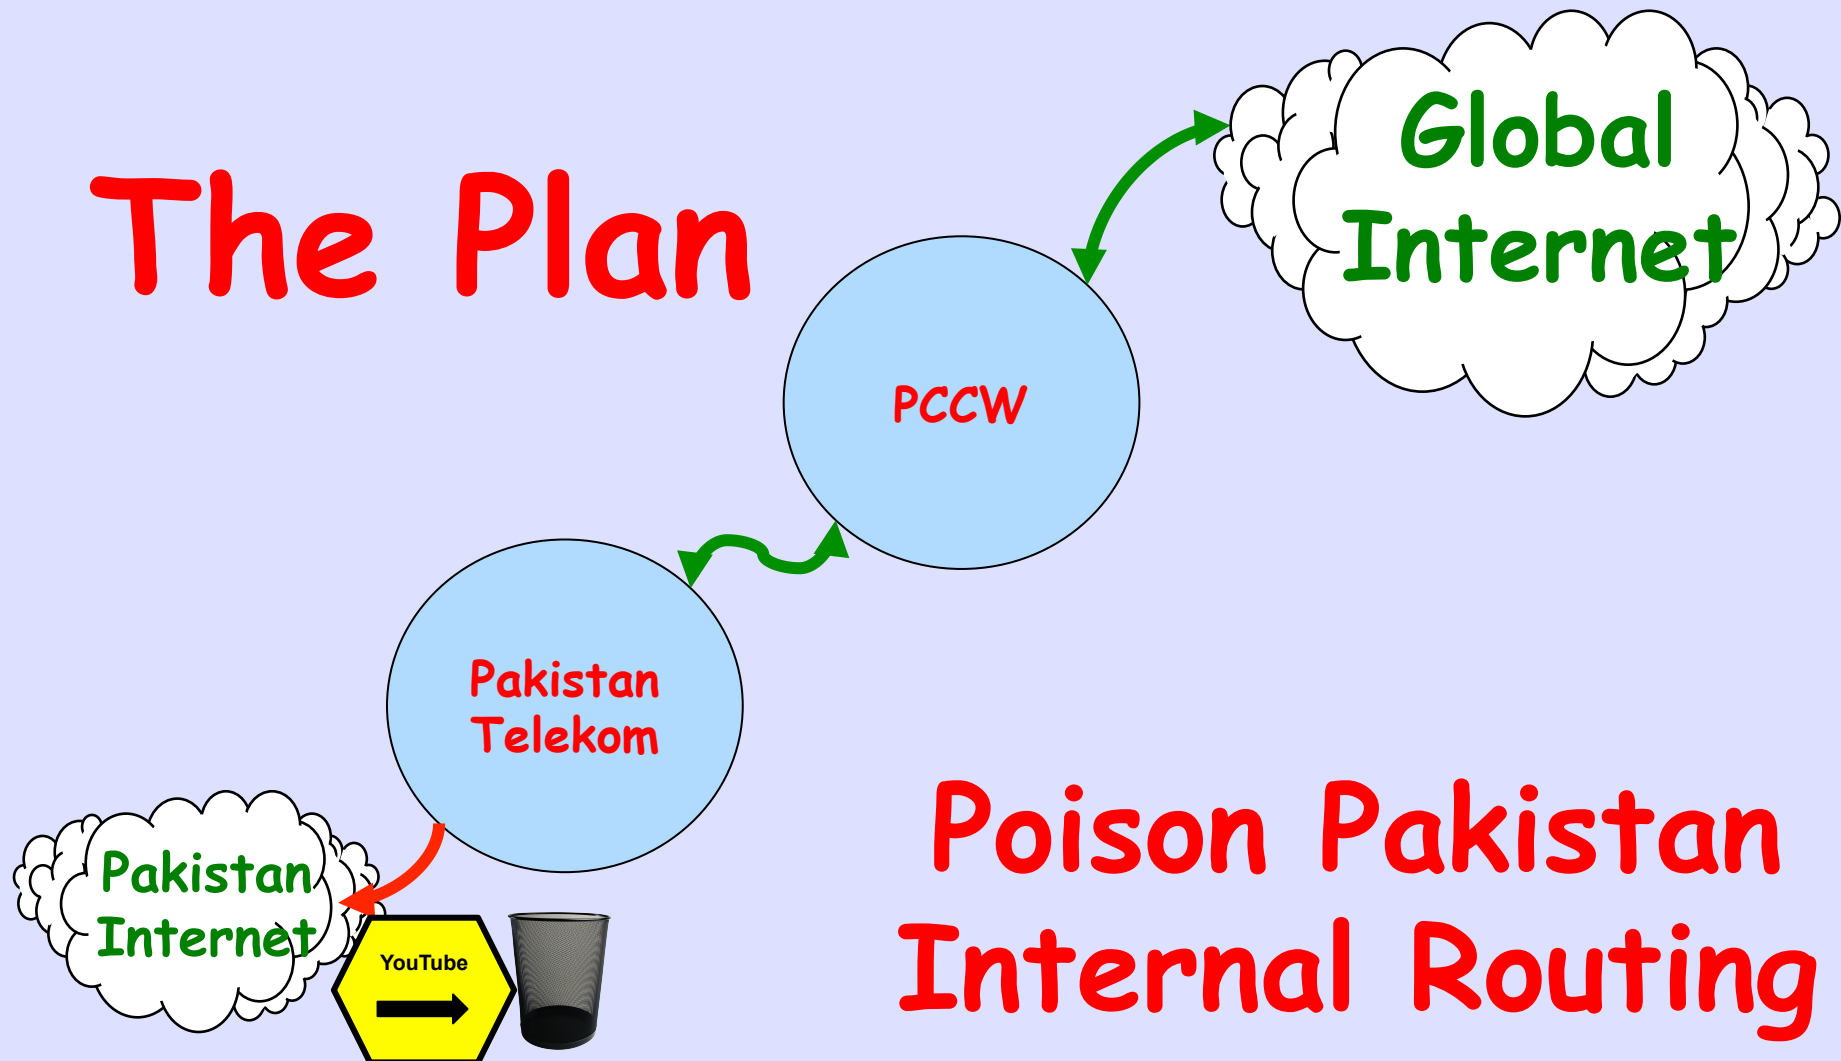 Global
Internet
The Plan
PCCW
Pakistan
Telekom
Pakistan
Internet
YouTube
Poison Pakistan
Internal Routing